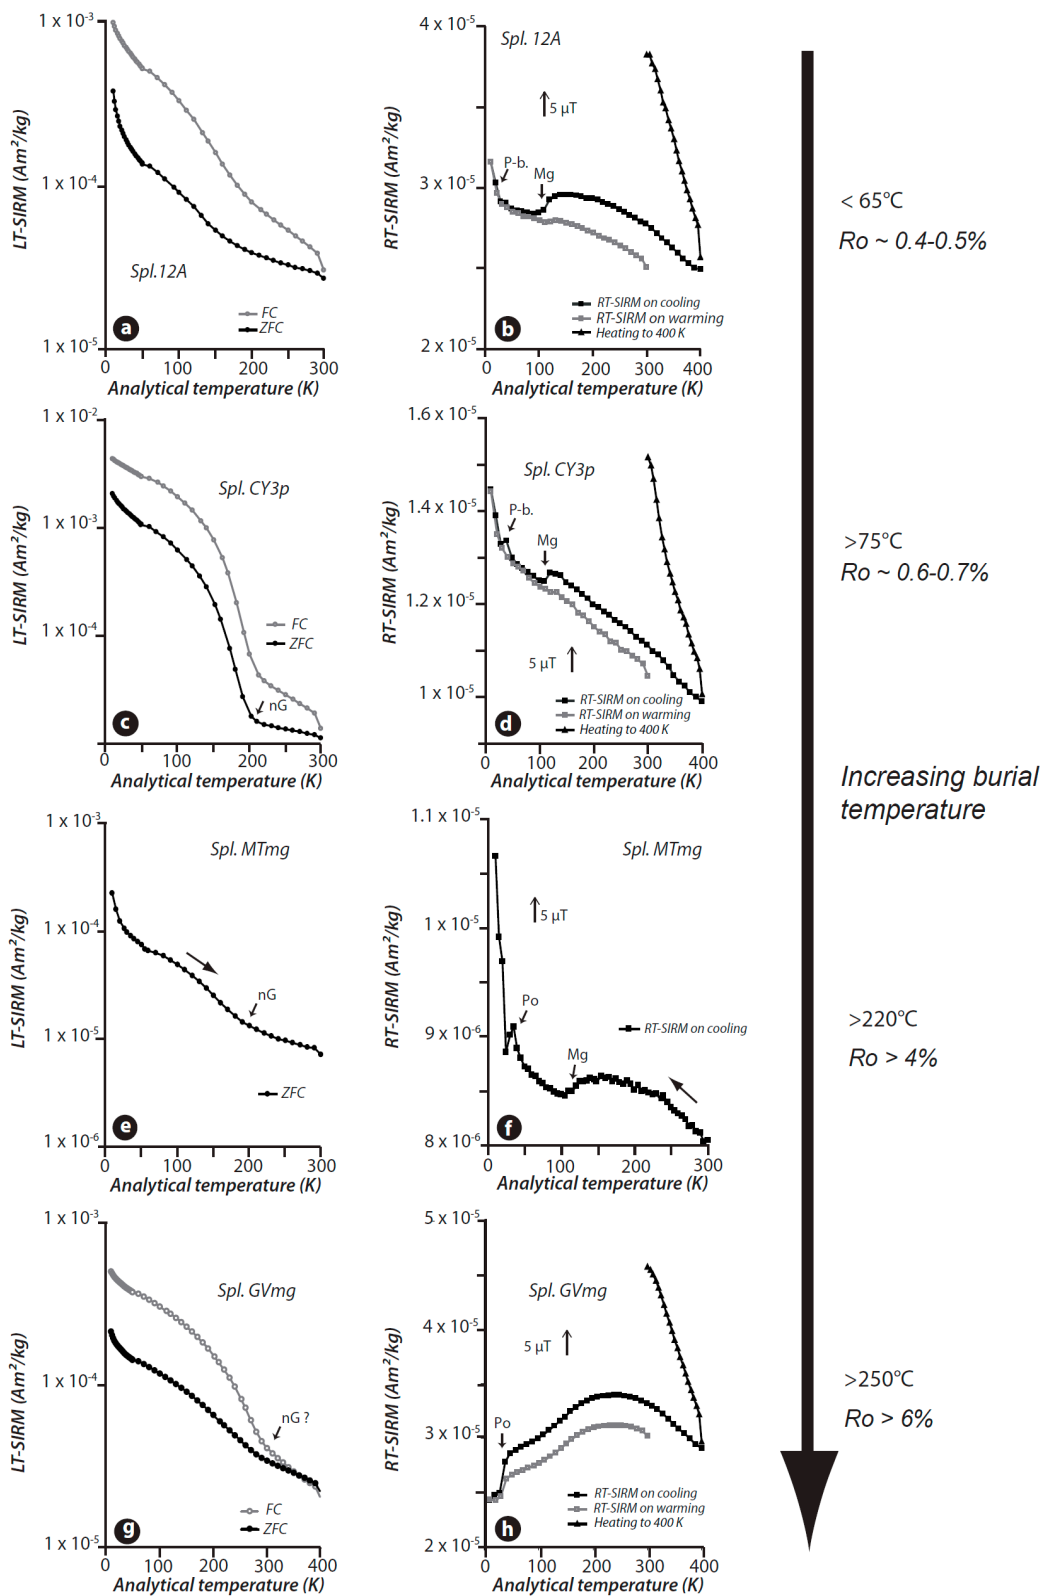 1 x 10⁻³
1 x 10⁻⁴
1 x 10⁻⁵
LT-SIRM (Am²/kg)
Spl.12A
FC
ZFC
a
0 100 200 300
Analytical temperature (K)
4 x 10⁻⁵
3 x 10⁻⁵
2 x 10⁻⁵
RT-SIRM (Am²/kg)
Spl. 12A
5 µT
P-b.
Mg
RT-SIRM on cooling
RT-SIRM on warming
Heating to 400 K
b
0 100 200 300 400
Analytical temperature (K)
< 65°C
Ro ~ 0.4-0.5%
1 x 10⁻²
1 x 10⁻³
1 x 10⁻⁴
LT-SIRM (Am²/kg)
Spl. CY3p
FC
ZFC
nG
c
0 100 200 300
Analytical temperature (K)
1.6 x 10⁻⁵
1.4 x 10⁻⁵
1.2 x 10⁻⁵
1 x 10⁻⁵
RT-SIRM (Am²/kg)
Spl. CY3p
P-b.
Mg
5 µT
RT-SIRM on cooling
RT-SIRM on warming
Heating to 400 K
d
0 100 200 300 400
Analytical temperature (K)
>75°C
Ro ~ 0.6-0.7%
Increasing burial
temperature
1 x 10⁻³
1 x 10⁻⁴
1 x 10⁻⁵
1 x 10⁻⁶
LT-SIRM (Am²/kg)
Spl. MTmg
nG
ZFC
e
0 100 200 300
Analytical temperature (K)
1.1 x 10⁻⁵
1 x 10⁻⁵
9 x 10⁻⁶
8 x 10⁻⁶
RT-SIRM (Am²/kg)
Spl. MTmg
5 µT
Po
RT-SIRM on cooling
Mg
f
0 100 200 300
Analytical temperature (K)
>220°C
Ro > 4%
1 x 10⁻³
1 x 10⁻⁴
1 x 10⁻⁵
LT-SIRM (Am²/kg)
Spl. GVmg
nG ?
FC
ZFC
g
0 100 200 300 400
Analytical temperature (K)
5 x 10⁻⁵
4 x 10⁻⁵
3 x 10⁻⁵
2 x 10⁻⁵
RT-SIRM (Am²/kg)
Spl. GVmg
5 µT
Po
RT-SIRM on cooling
RT-SIRM on warming
Heating to 400 K
h
0 100 200 300 400
Analytical temperature (K)
>250°C
Ro > 6%